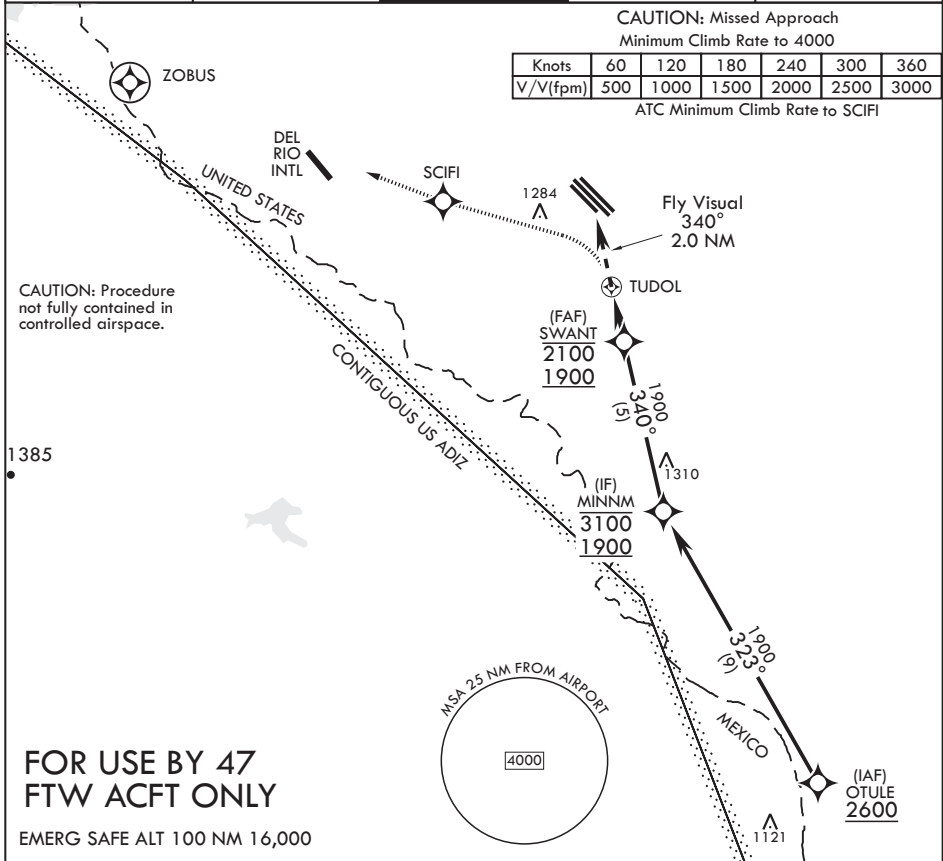 CAUTION: Missed Approach
Minimum Climb Rate to 4000
Knots 60 120 180 240 300 360
V/V(fpm) 500 1000 1500 2000 2500 3000
ATC Minimum Climb Rate to SCIFI
ZOBUS
DEL
RIO
INTL
SCIFI
1284
UNITED STATES
Fly Visual
340°
2.0 NM
TUDOL
CAUTION: Procedure
not fully contained in
controlled airspace.
(FAF)
SWANT
2100
1900
CONTIGUOUS US ADIZ
1900
340°
(5)
1385
1310
(IF)
MINNM
3100
1900
1900
323°
(9)
MSA 25 NM FROM AIRPORT
4000
MEXICO
FOR USE BY 47
FTW ACFT ONLY
(IAF)
OTULE
2600
1121
EMERG SAFE ALT 100 NM 16,000